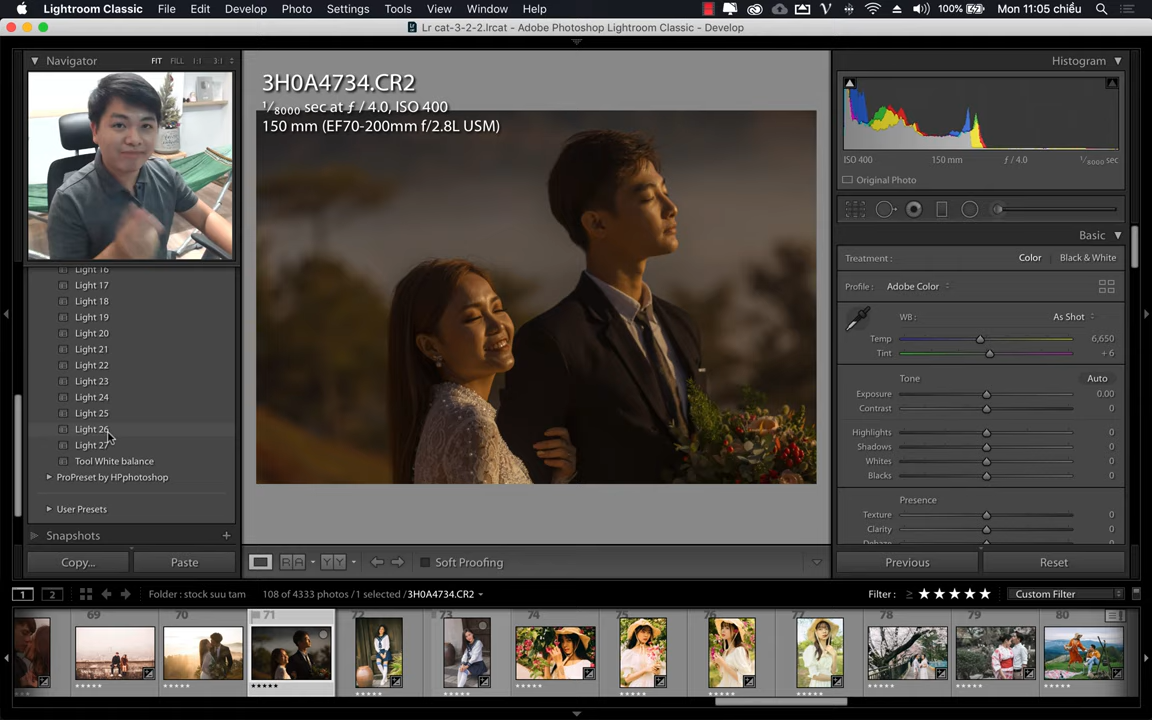 Lightroom Classic File Edit Develop Photo Settings Tools View Window Help 100% Mon 11:05 chiều
Lr cat-3-2-2.lrcat - Adobe Photoshop Lightroom Classic - Develop
Navigator FIT FILL 1:1 3:1
Histogram
3H0A4734.CR2
1/8000 sec at ƒ / 4.0, ISO 400
150 mm (EF70-200mm f/2.8L USM)
ISO 400 150 mm ƒ / 4.0 1/8000 sec
Original Photo
Basic
Treatment : Color Black & White
Profile : Adobe Color
WB : As Shot
Temp 6,650
Tint + 6
Tone Auto
Exposure 0.00
Contrast 0
Highlights 0
Shadows 0
Whites 0
Blacks 0
Presence
Texture 0
Clarity 0
Dehaze
Light 16
Light 17
Light 18
Light 19
Light 20
Light 21
Light 22
Light 23
Light 24
Light 25
Light 26
Light 27
Tool White balance
ProPreset by HPphotoshop
User Presets
Snapshots +
Copy... Paste
R A Y Y Soft Proofing
Previous Reset
1 2 Folder : stock suu tam 108 of 4333 photos / 1 selected / 3H0A4734.CR2
Filter : ≥ ★★★★★ Custom Filter
69 70 71 72 73 74 75 76 77 78 79 80